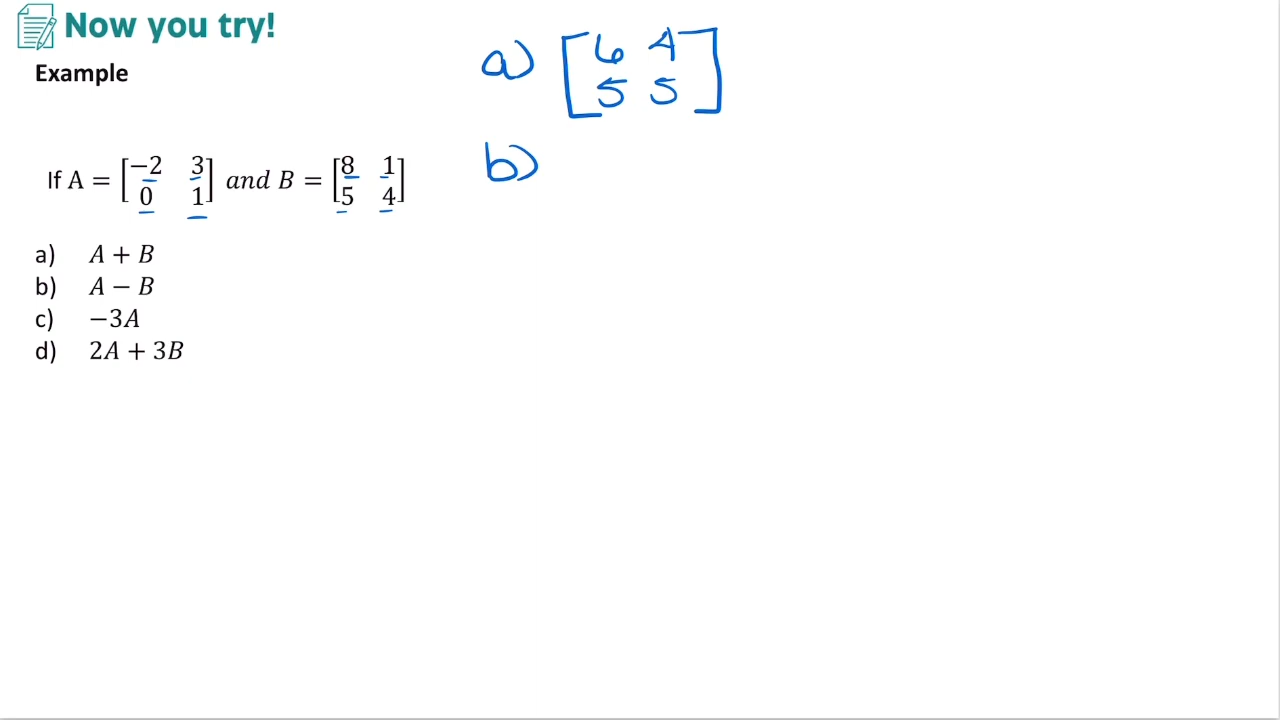 Now you try!
Example
a) [6 4
5 5]
If A = [−2 3
0 1] and B = [8 1
5 4]
b)
a) A + B
b) A − B
c) −3A
d) 2A + 3B